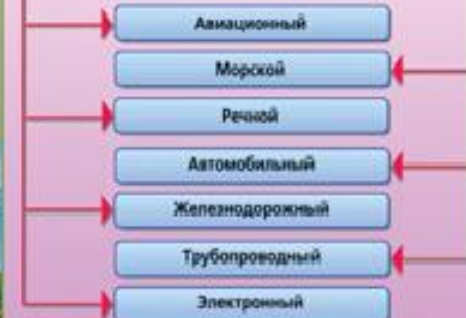 Авиационный
Морской
Речной
Автомобильный
Железнодорожный
Трубопроводный
Электронный